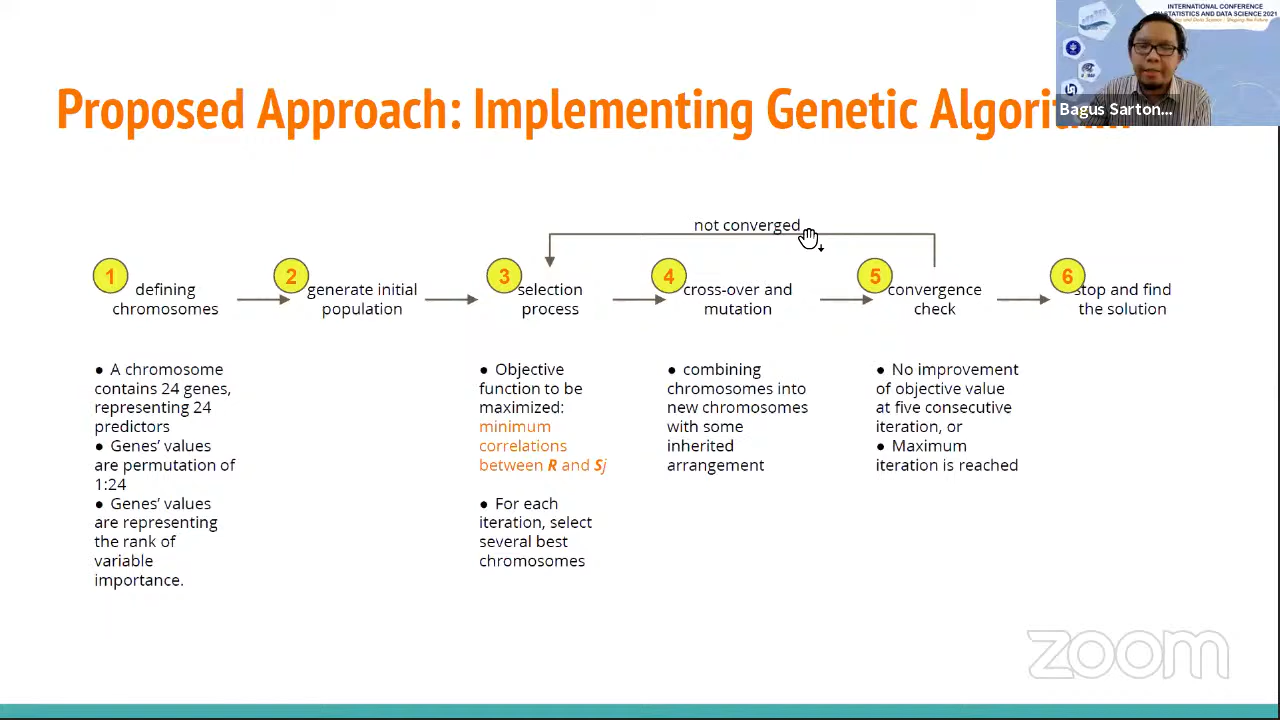 INTERNATIONAL CONFERENCE
ON STATISTICS AND DATA SCIENCE 2021
Bagus Sarton...
Proposed Approach: Implementing Genetic
not converged
1
defining
chromosomes
2
generate initial
population
3
selection
process
4
cross-over and
mutation
5
convergence
check
6
stop and find
the solution
● A chromosome
contains 24 genes,
representing 24
predictors
● Genes’ values
are permutation of
1:24
● Genes’ values
are representing
the rank of
variable
importance.
● Objective
function to be
maximized:
minimum
correlations
between R and Sj
● For each
iteration, select
several best
chromosomes
● combining
chromosomes into
new chromosomes
with some
inherited
arrangement
● No improvement
of objective value
at five consecutive
iteration, or
● Maximum
iteration is reached
zoom